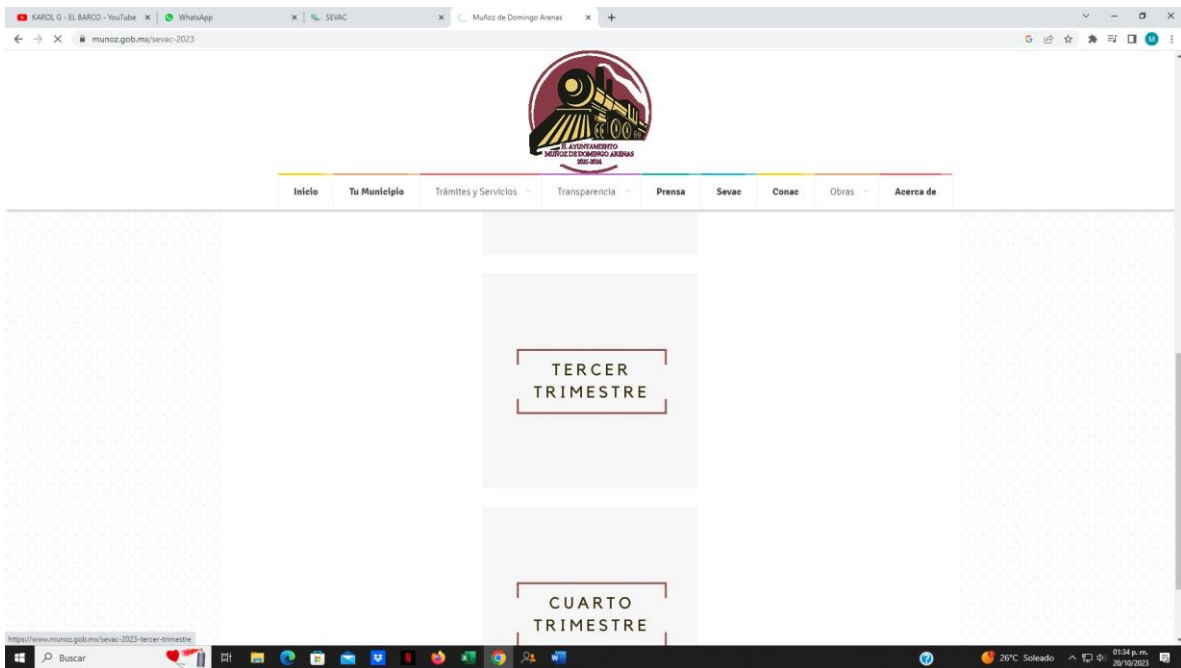 KAROL G - EL BARCO - YouTube
WhatsApp
SEVAC
Muñoz de Domingo Arenas
munoz.gob.mx/sevac-2023
G
M
H. AYUNTAMIENTO
MUÑOZ DE DOMINGO ARENAS
2021-2024
Inicio
Tu Municipio
Trámites y Servicios
Transparencia
Prensa
Sevac
Conac
Obras
Acerca de
TERCER
TRIMESTRE
CUARTO
TRIMESTRE
https://www.munoz.gob.mx/sevac-2023-tercer-trimestre
Buscar
26°C Soleado
01:34 p. m.
20/10/2023